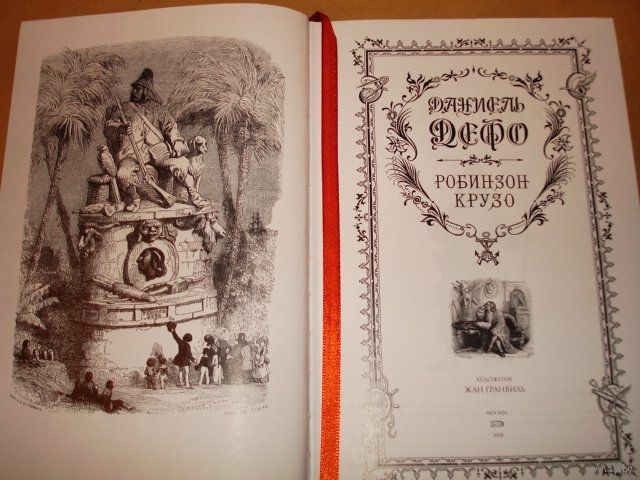 ДАНИЕЛЬ
ДЕФО
РОБИНЗОН
КРУЗО
ХУДОЖНИК
ЖАН ГРАНВИЛЬ
МОСКВА